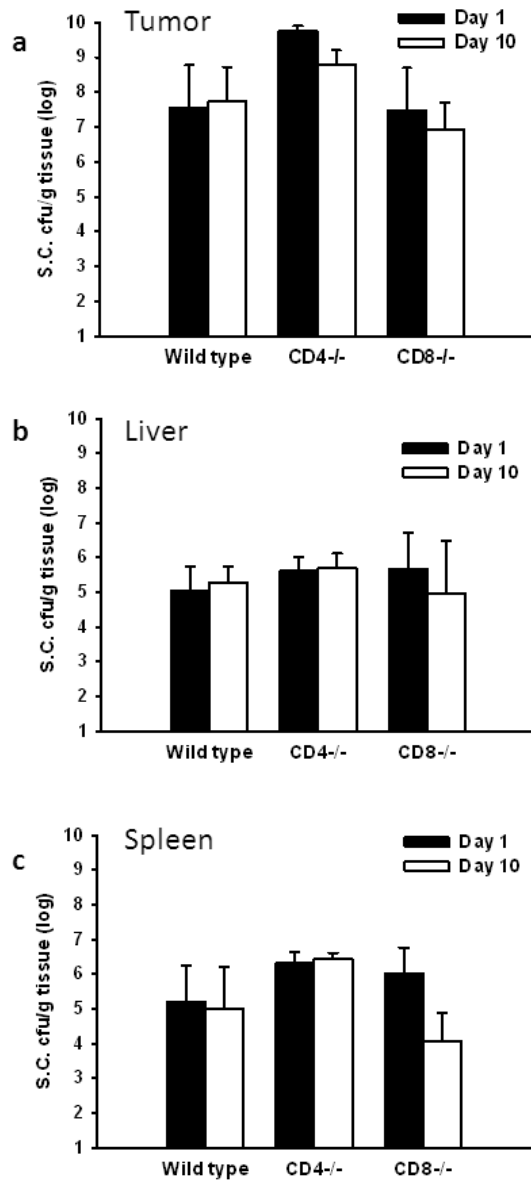 a
Tumor
Day 1
Day 10
S.C. cfu/g tissue (log)
10
9
8
7
6
5
4
3
2
1
Wild type
CD4-/-
CD8-/-
b
Liver
Day 1
Day 10
S.C. cfu/g tissue (log)
10
9
8
7
6
5
4
3
2
1
Wild type
CD4-/-
CD8-/-
c
Spleen
Day 1
Day 10
S.C. cfu/g tissue (log)
10
9
8
7
6
5
4
3
2
1
Wild type
CD4-/-
CD8-/-